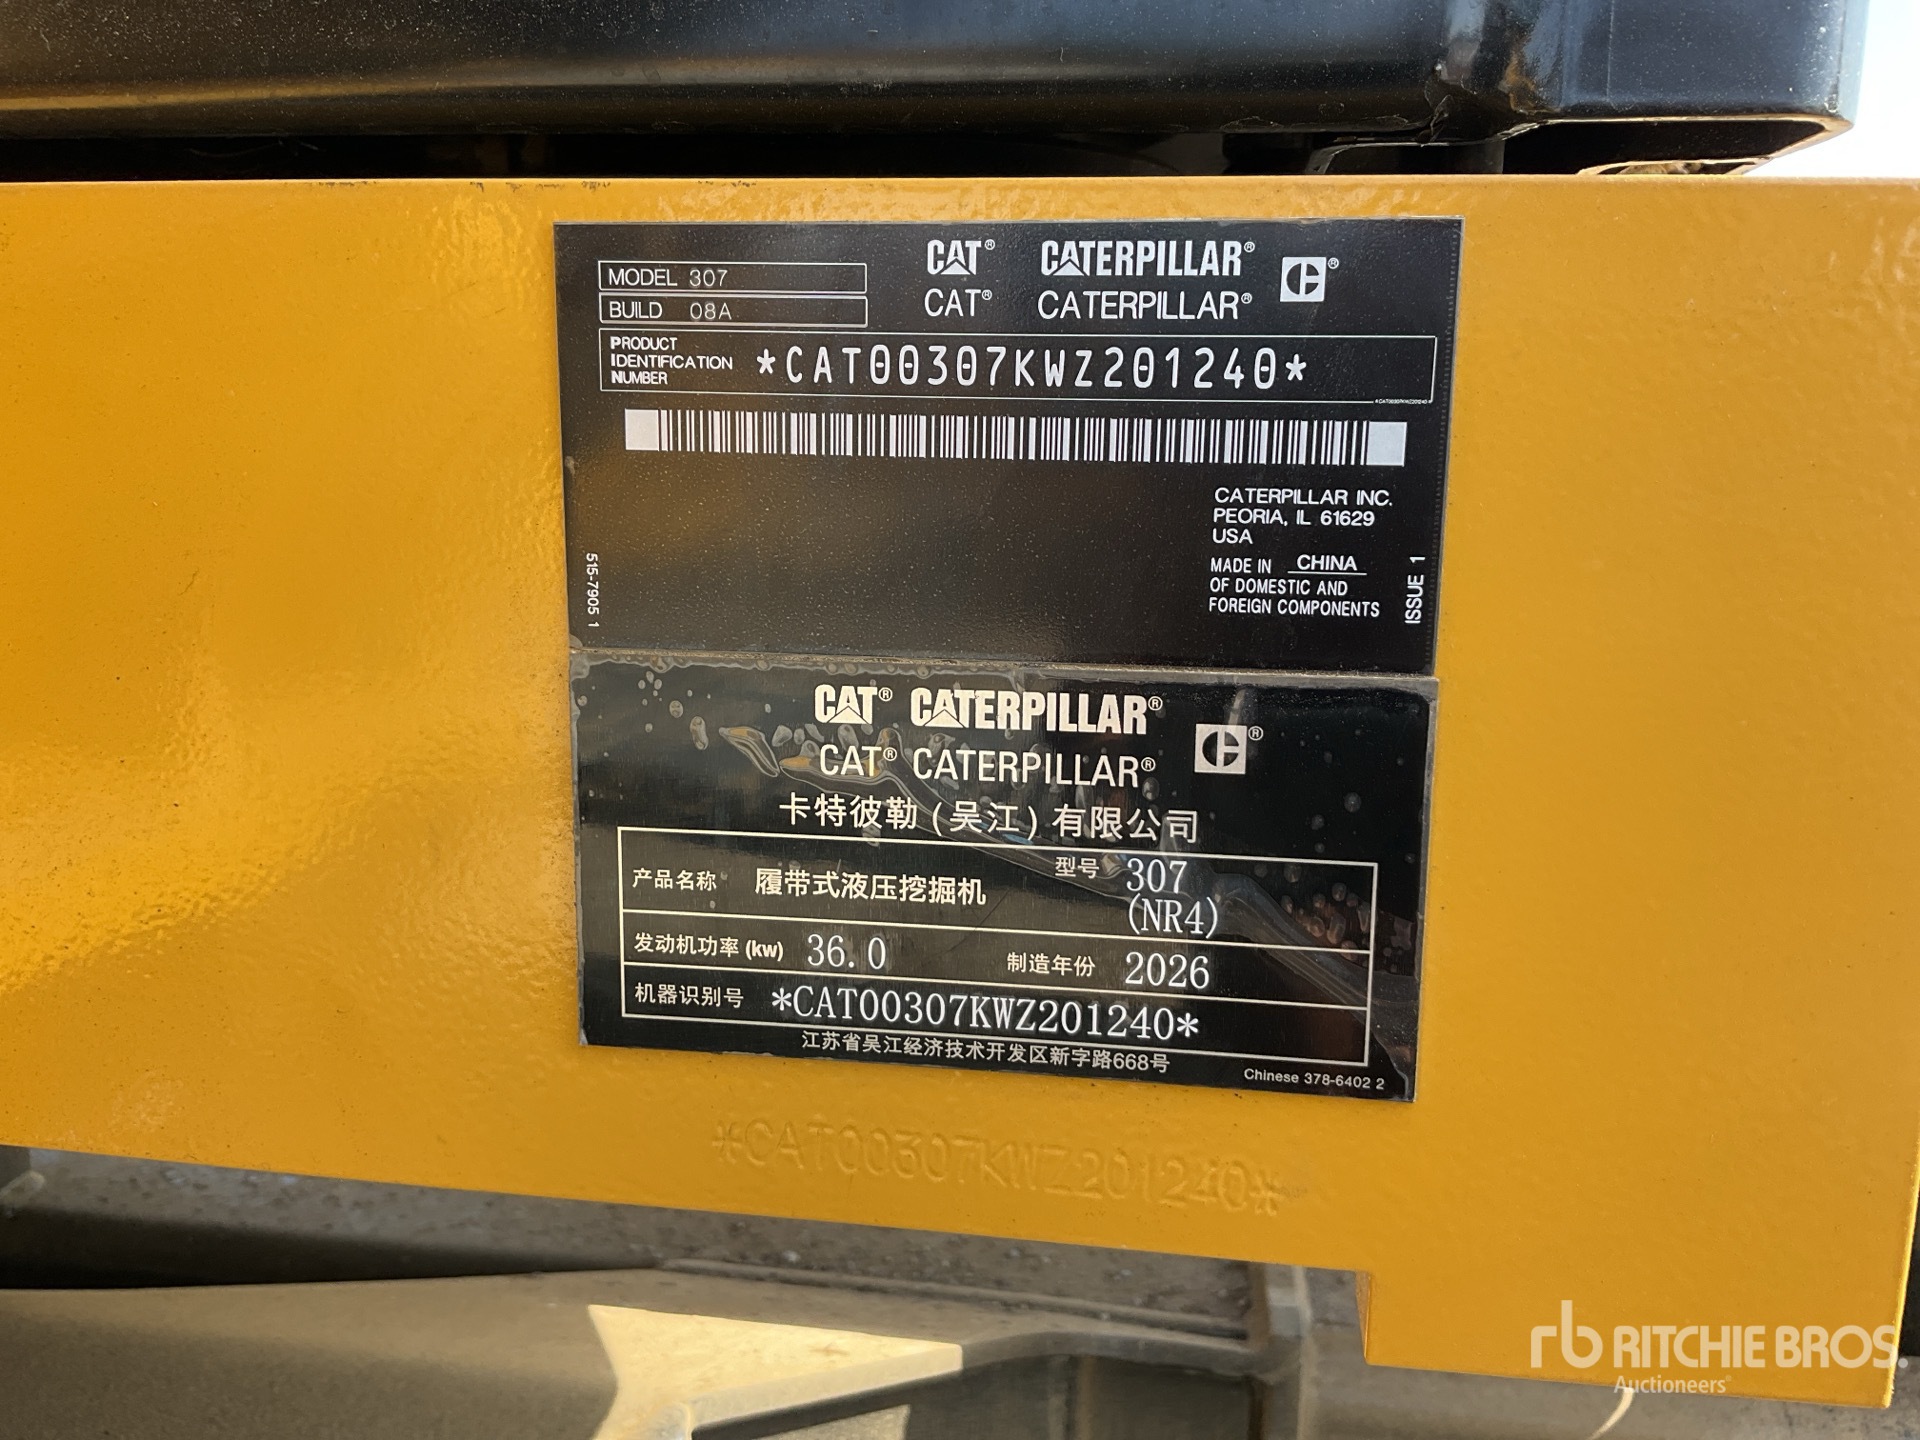 CAT® CATERPILLAR® C®
MODEL 307
CAT® CATERPILLAR®
BUILD 08A
PRODUCT IDENTIFICATION NUMBER *CAT00307KWZ201240*
*CAT00307KWZ201240*
CATERPILLAR INC.
PEORIA, IL 61629
USA
MADE IN CHINA
OF DOMESTIC AND
FOREIGN COMPONENTS
515-7905 1
ISSUE 1
CAT® CATERPILLAR® C®
CAT® CATERPILLAR®
卡特彼勒(吴江)有限公司
产品名称 履带式液压挖掘机 型号 307
(NR4)
发动机功率(kw) 36.0 制造年份 2026
机器识别号 *CAT00307KWZ201240*
江苏省吴江经济技术开发区新字路668号
Chinese 378-6402 2
*CAT00307KWZ201240*
rb RITCHIE BROS.
Auctioneers®